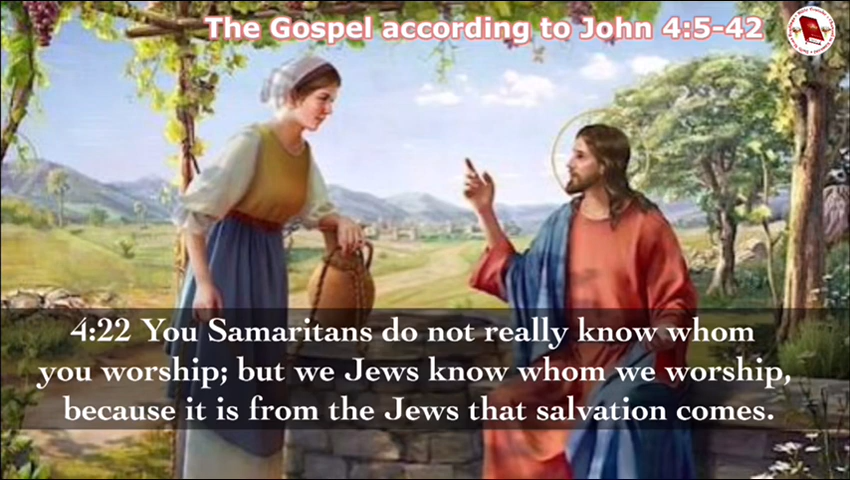 The Gospel according to John 4:5-42
4:22 You Samaritans do not really know whom
you worship; but we Jews know whom we worship,
because it is from the Jews that salvation comes.